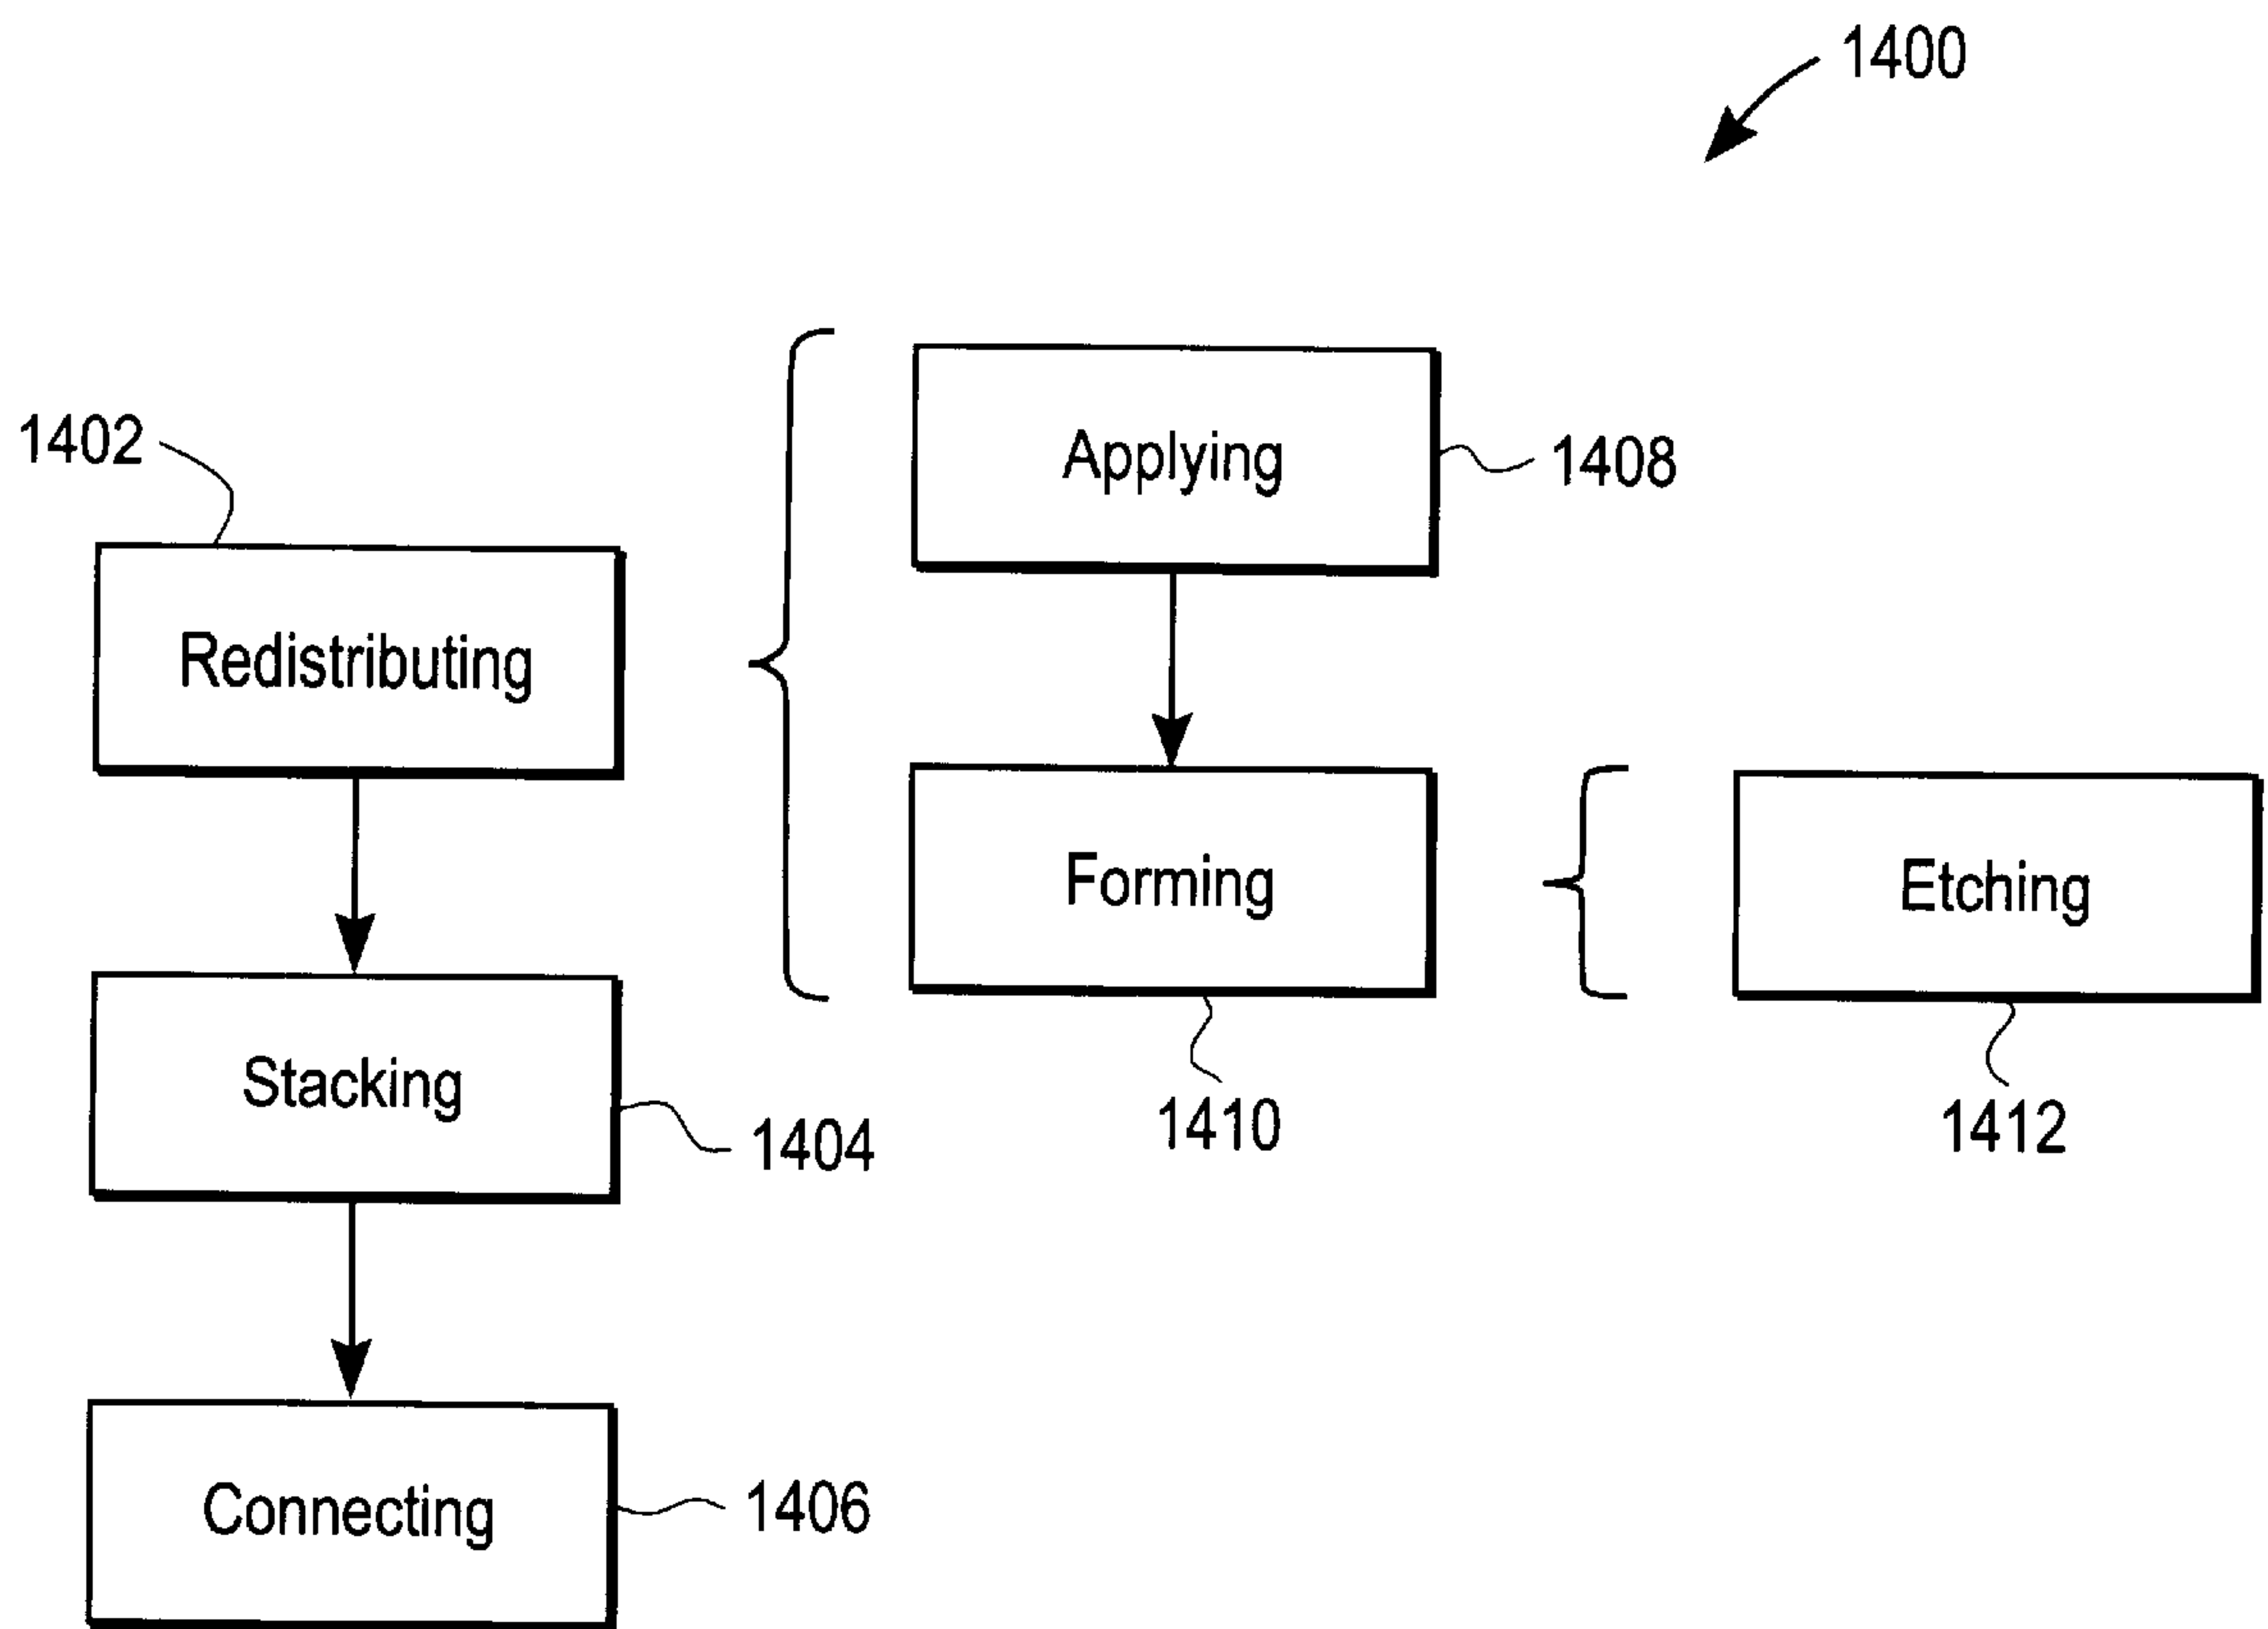 1400
1402
Applying
1408
Redistributing
Forming
Etching
Stacking
1404
1410
1412
Connecting
1406